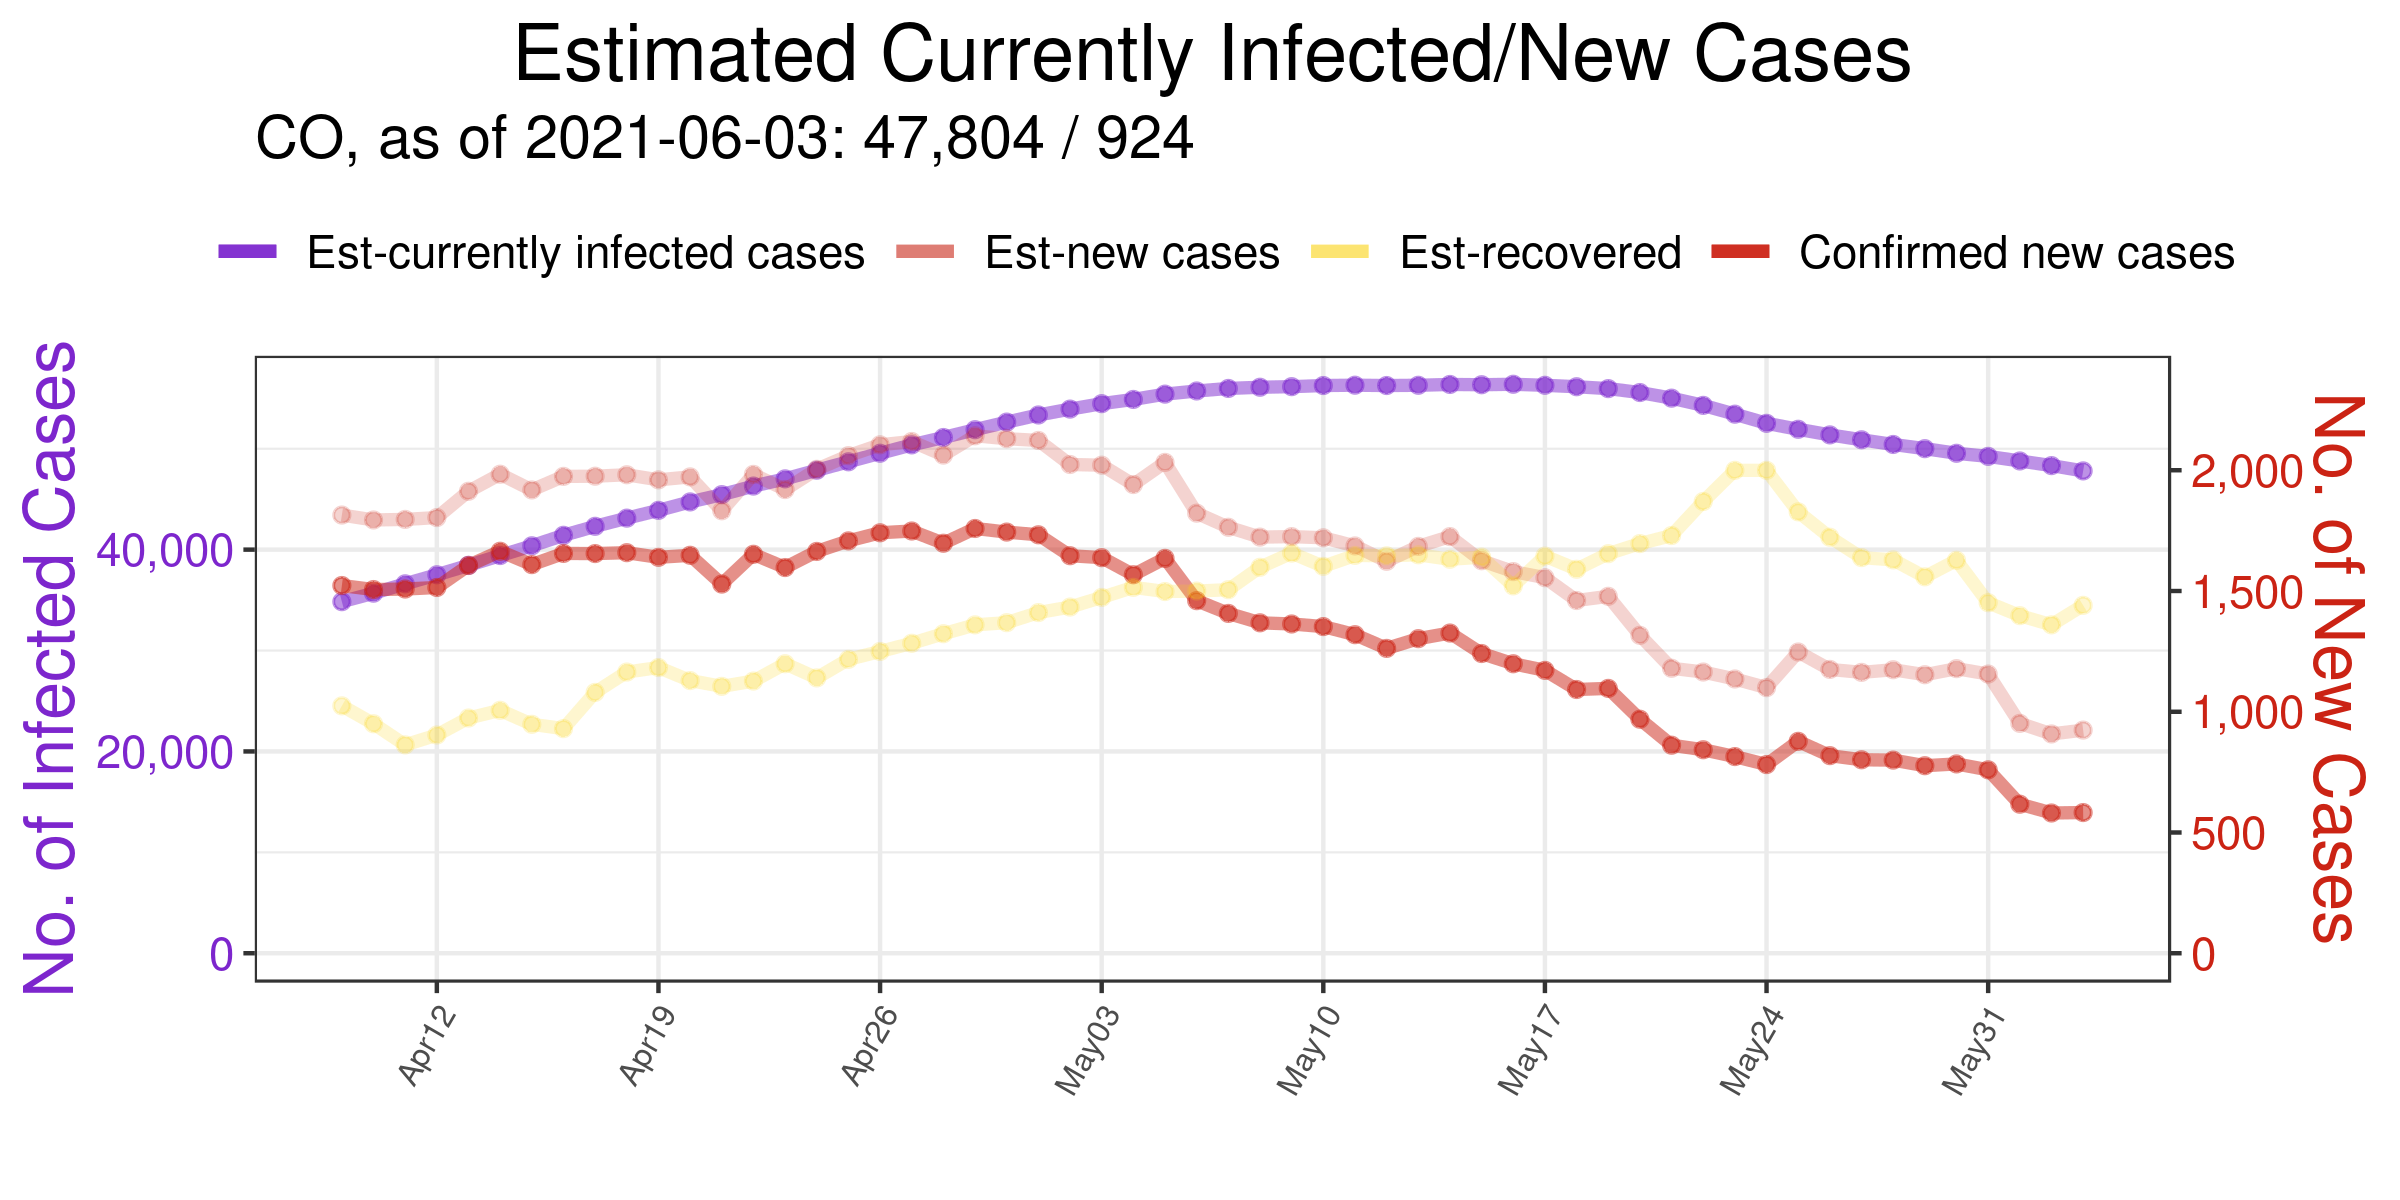 Estimated Currently Infected/New Cases
CO, as of 2021-06-03: 47,804 / 924
Est-currently infected cases Est-new cases Est-recovered Confirmed new cases
No. of Infected Cases
40,000
20,000
0
2,000
1,500
1,000
500
0
No. of New Cases
Apr12 Apr19 Apr26 May03 May10 May17 May24 May31